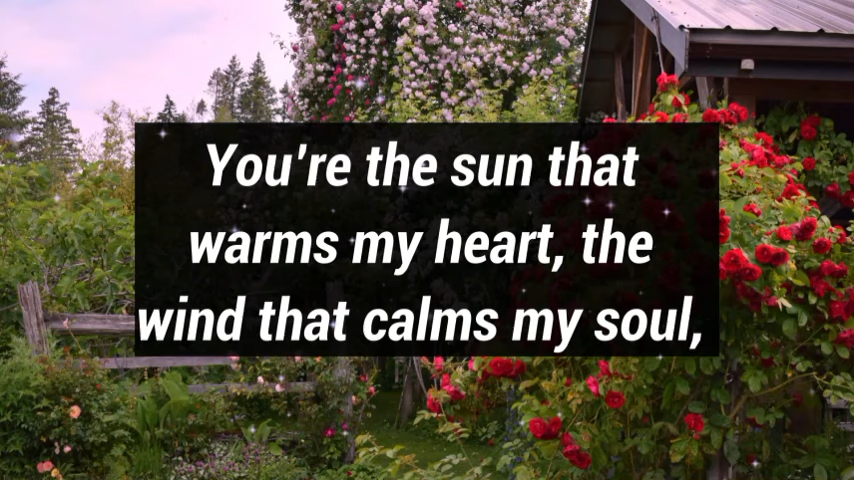 You're the sun that
warms my heart, the
wind that calms my soul,